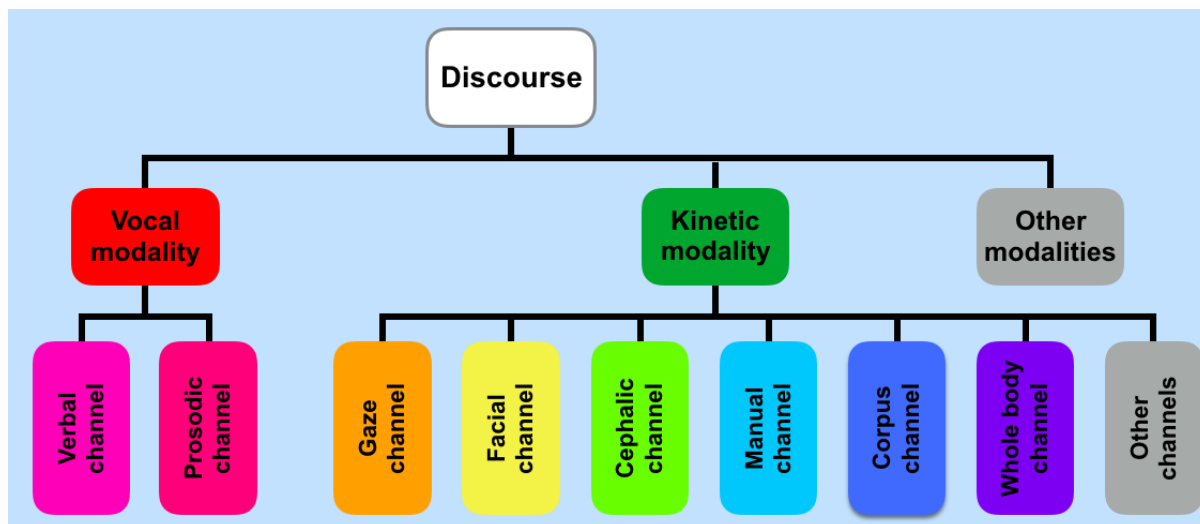 Discourse
Vocal
modality
Kinetic
modality
Other
modalities
Verbal
channel
Prosodic
channel
Gaze
channel
Facial
channel
Cephalic
channel
Manual
channel
Corpus
channel
Whole body
channel
Other
channels